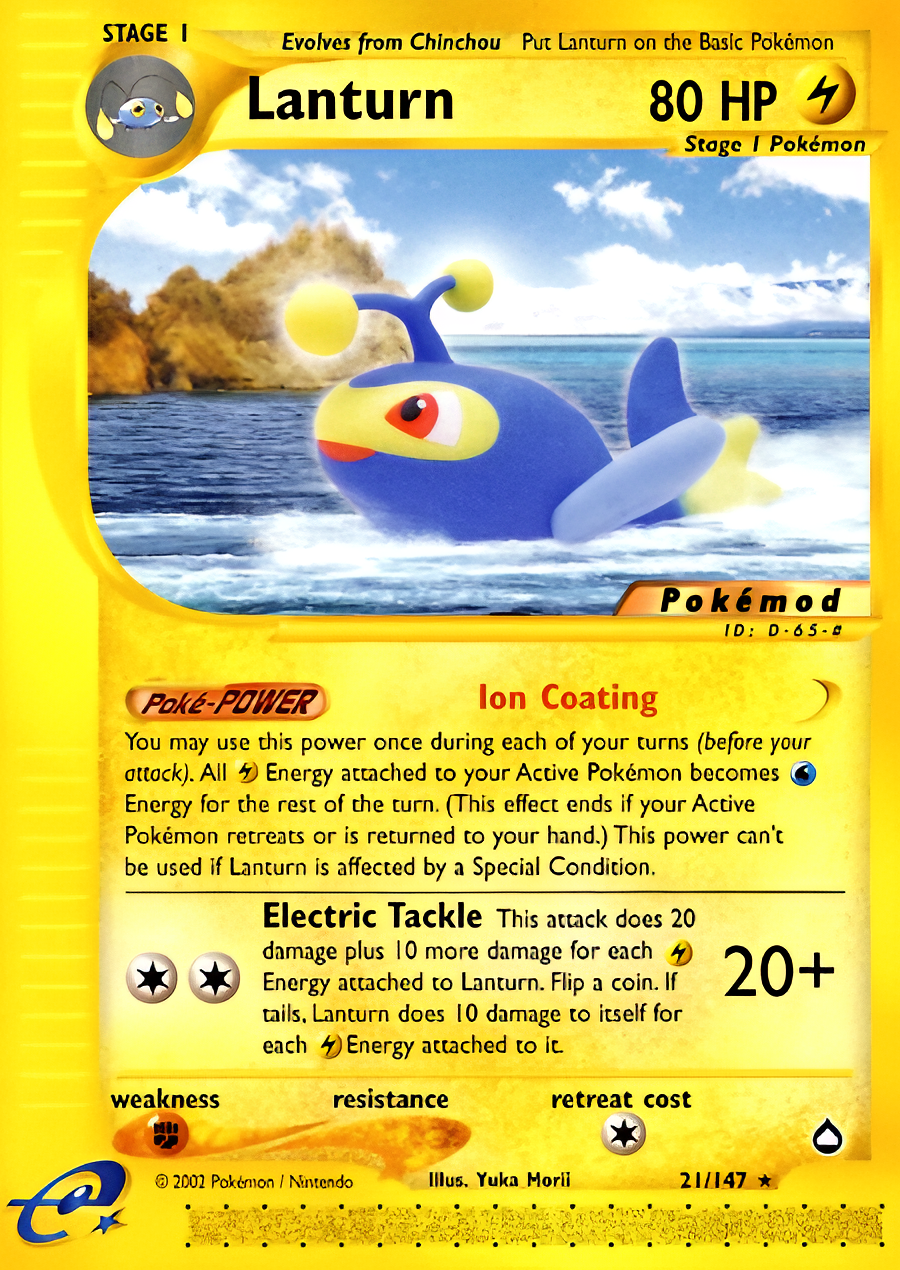 STAGE 1
Evolves from Chinchou Put Lanturn on the Basic Pokémon
Lanturn 80 HP
Stage 1 Pokémon
Pokémod
ID: D-65-#
Poké-POWER Ion Coating
You may use this power once during each of your turns (before your
attack). All Energy attached to your Active Pokémon becomes
Energy for the rest of the turn. (This effect ends if your Active
Pokémon retreats or is returned to your hand.) This power can't
be used if Lanturn is affected by a Special Condition.
Electric Tackle This attack does 20
damage plus 10 more damage for each
Energy attached to Lanturn. Flip a coin. If
tails, Lanturn does 10 damage to itself for
each Energy attached to it.
20+
weakness resistance retreat cost
© 2002 Pokémon / Nintendo Illus. Yuka Morii 21/147 ★